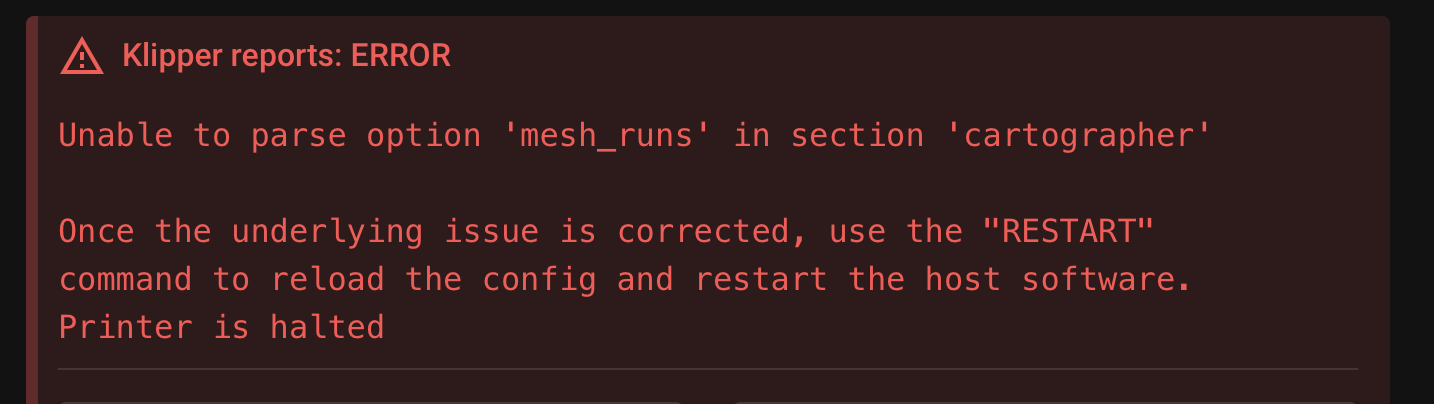 Klipper reports: ERROR
Unable to parse option 'mesh_runs' in section 'cartographer'
Once the underlying issue is corrected, use the "RESTART"
command to reload the config and restart the host software.
Printer is halted